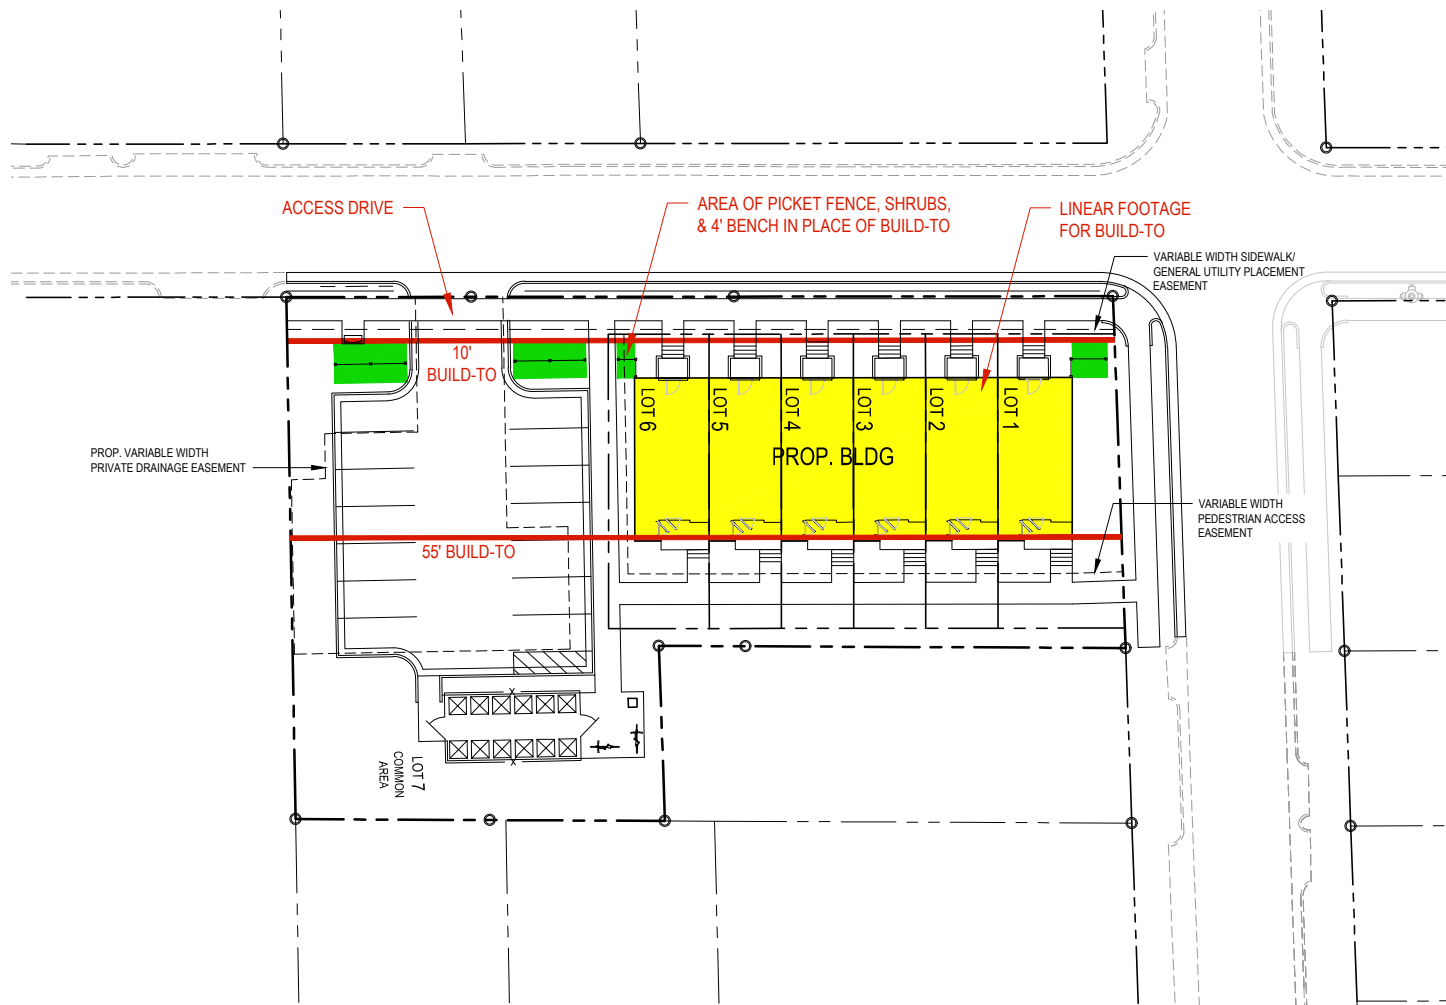 ACCESS DRIVE
AREA OF PICKET FENCE, SHRUBS,
& 4' BENCH IN PLACE OF BUILD-TO
LINEAR FOOTAGE
FOR BUILD-TO
VARIABLE WIDTH SIDEWALK/
GENERAL UTILITY PLACEMENT
EASEMENT
10'
BUILD-TO
LOT 6
LOT 5
LOT 4
LOT 3
LOT 2
LOT 1
PROP. BLDG
PROP. VARIABLE WIDTH
PRIVATE DRAINAGE EASEMENT
VARIABLE WIDTH
PEDESTRIAN ACCESS
EASEMENT
55' BUILD-TO
LOT 7
COMMON
AREA